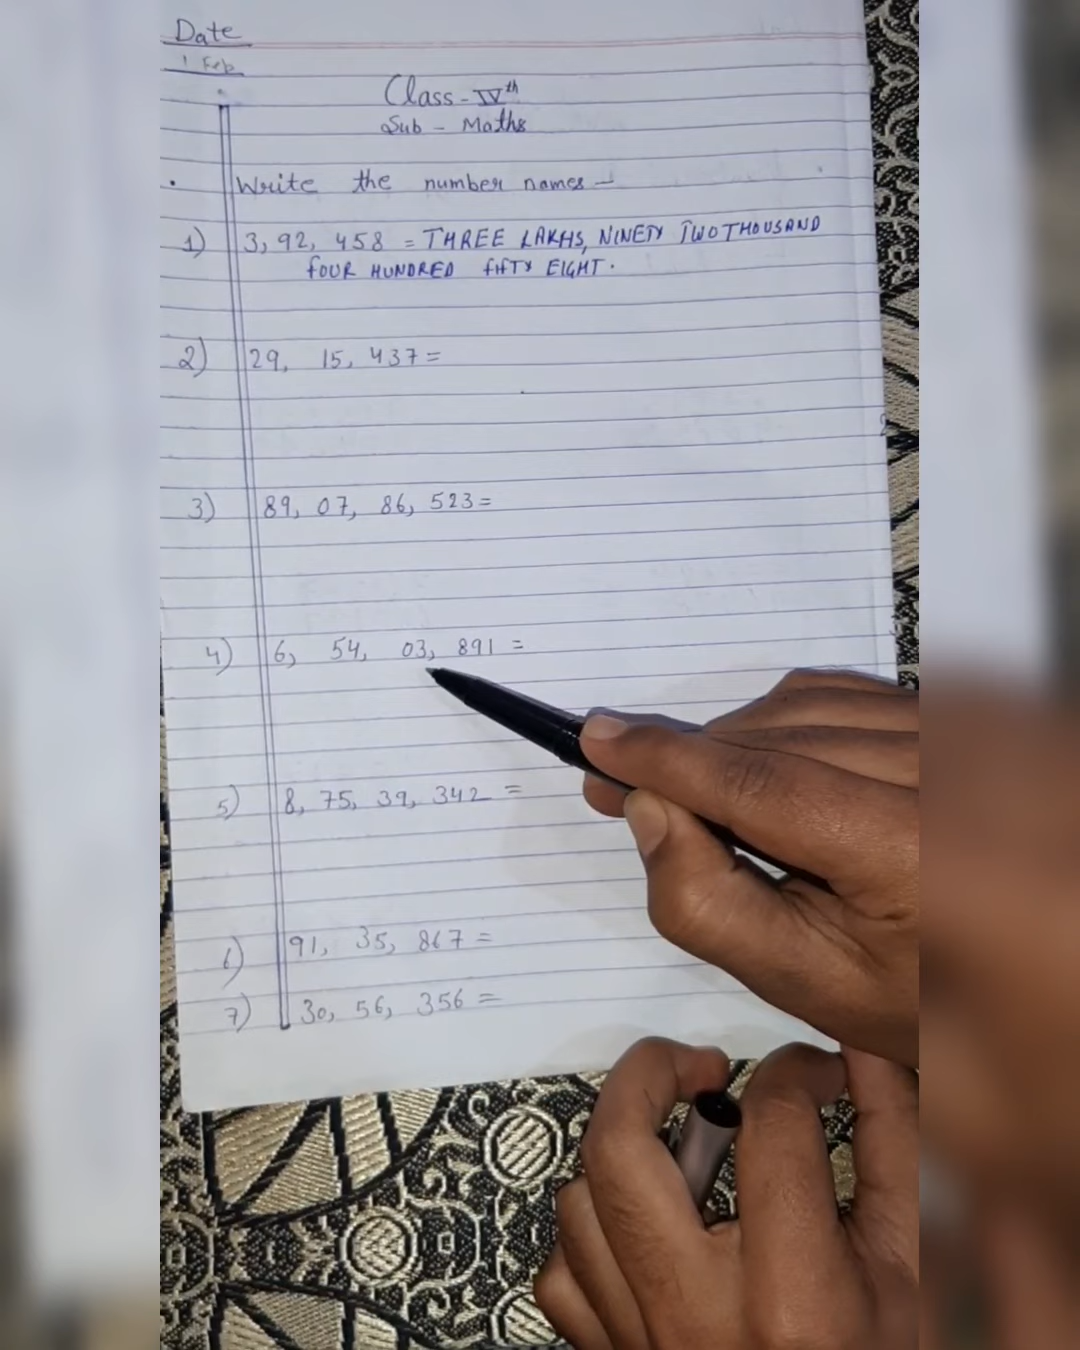 Date
1 Feb
Class - IVth
Sub - Maths
Write the number names -
1) 3, 92, 458 = THREE LAKHS, NINETY TWO THOUSAND
FOUR HUNDRED FIFTY EIGHT.
2) 29, 15, 437 =
3) 89, 07, 86, 523 =
4) 6, 54, 03, 891 =
5) 8, 75, 39, 342 =
6) 91, 35, 867 =
7) 30, 56, 356 =